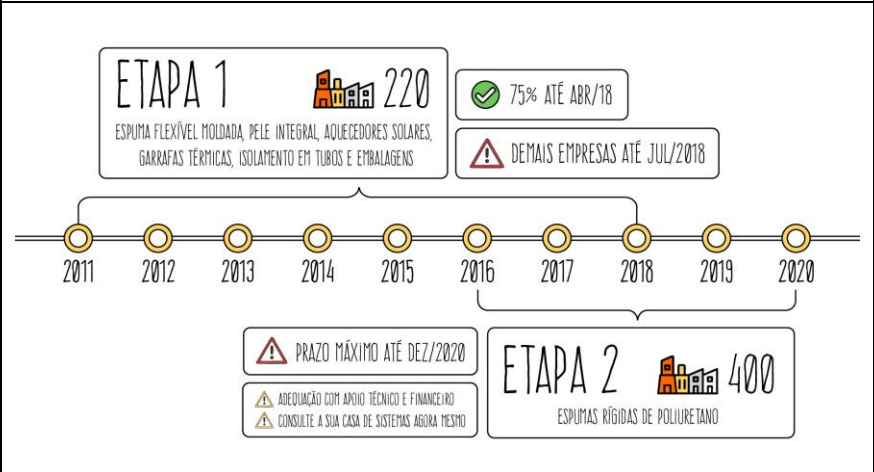 ETAPA 1
220
ESPUMA FLEXÍVEL MOLDADA, PELE INTEGRAL, AQUECEDORES SOLARES,
GARRAFAS TÉRMICAS, ISOLAMENTO EM TUBOS E EMBALAGENS
75% ATÉ ABR/18
DEMAIS EMPRESAS ATÉ JUL/2018
2011 2012 2013 2014 2015 2016 2017 2018 2019 2020
PRAZO MÁXIMO ATÉ DEZ/2020
ADEQUAÇÃO COM APOIO TÉCNICO E FINANCEIRO
CONSULTE A SUA CASA DE SISTEMAS AGORA MESMO
ETAPA 2
400
ESPUMAS RÍGIDAS DE POLIURETANO